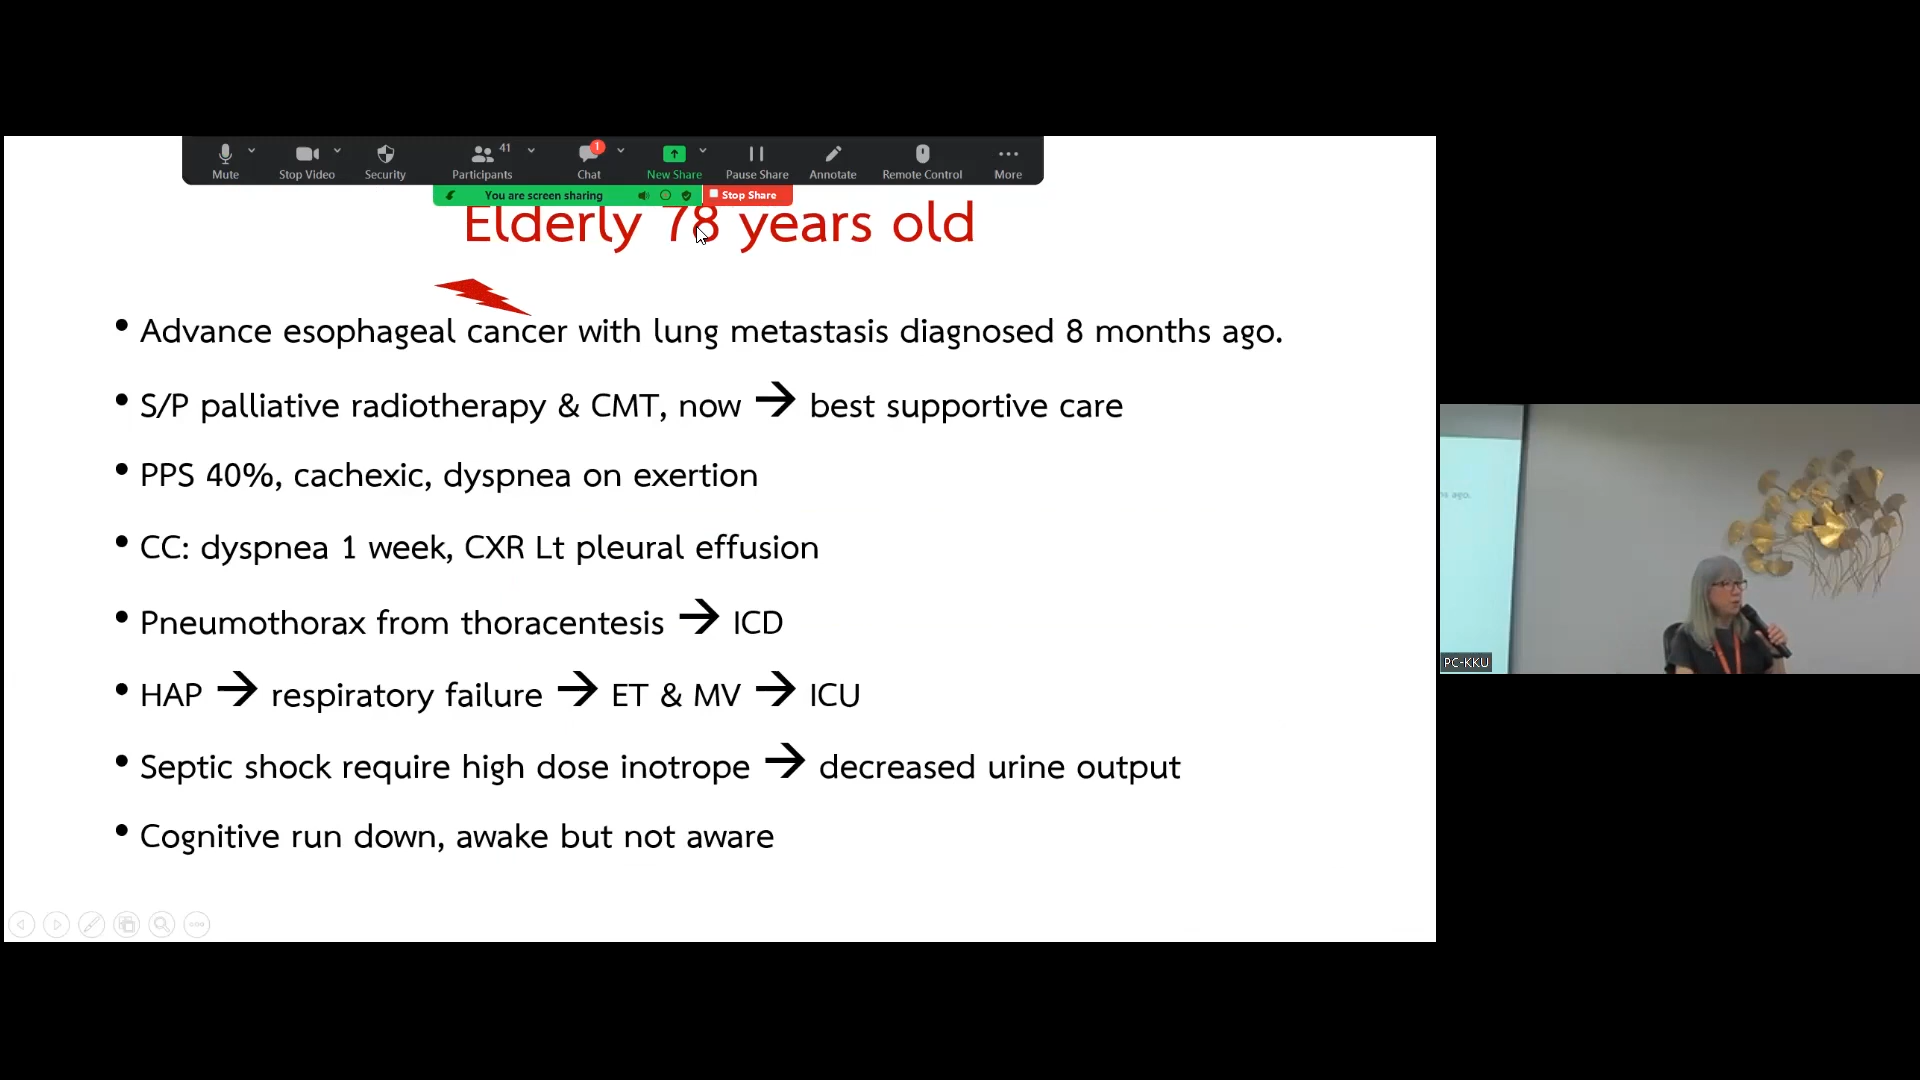 Mute
Stop Video
Security
41
Participants
1
Chat
New Share
Pause Share
Annotate
Remote Control
More
You are screen sharing
Stop Share
Elderly 78 years old
• Advance esophageal cancer with lung metastasis diagnosed 8 months ago.
• S/P palliative radiotherapy & CMT, now → best supportive care
• PPS 40%, cachexic, dyspnea on exertion
• CC: dyspnea 1 week, CXR Lt pleural effusion
• Pneumothorax from thoracentesis → ICD
• HAP → respiratory failure → ET & MV → ICU
• Septic shock require high dose inotrope → decreased urine output
• Cognitive run down, awake but not aware
ago.
PC-KKU